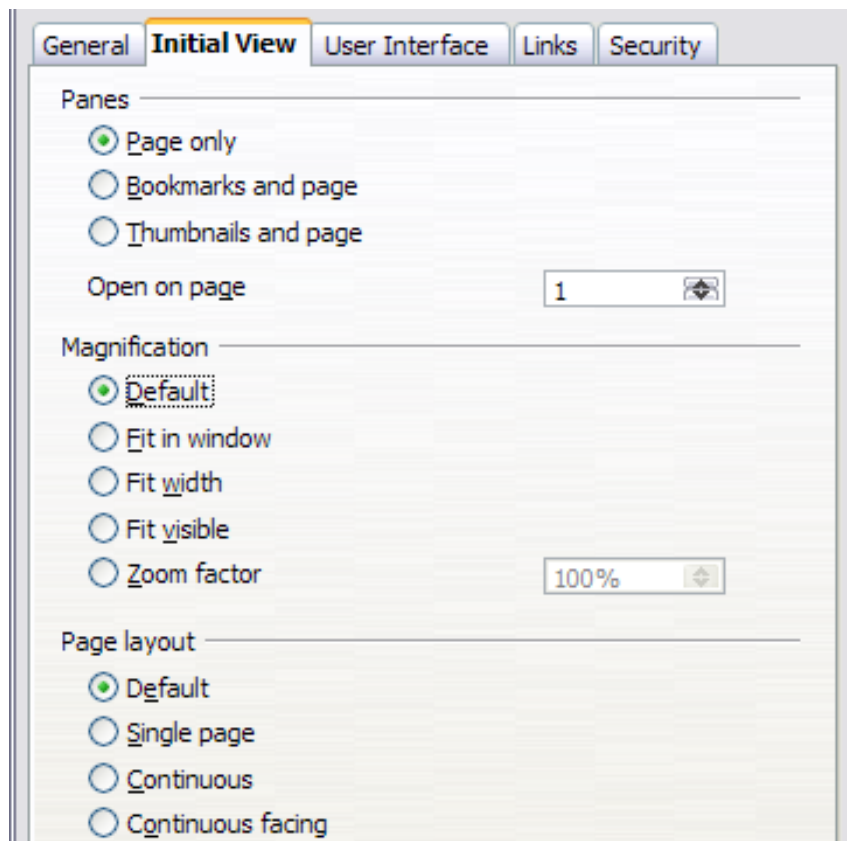 General Initial View User Interface Links Security
Panes
Page only
Bookmarks and page
Thumbnails and page
Open on page 1
Magnification
Default
Fit in window
Fit width
Fit visible
Zoom factor 100%
Page layout
Default
Single page
Continuous
Continuous facing